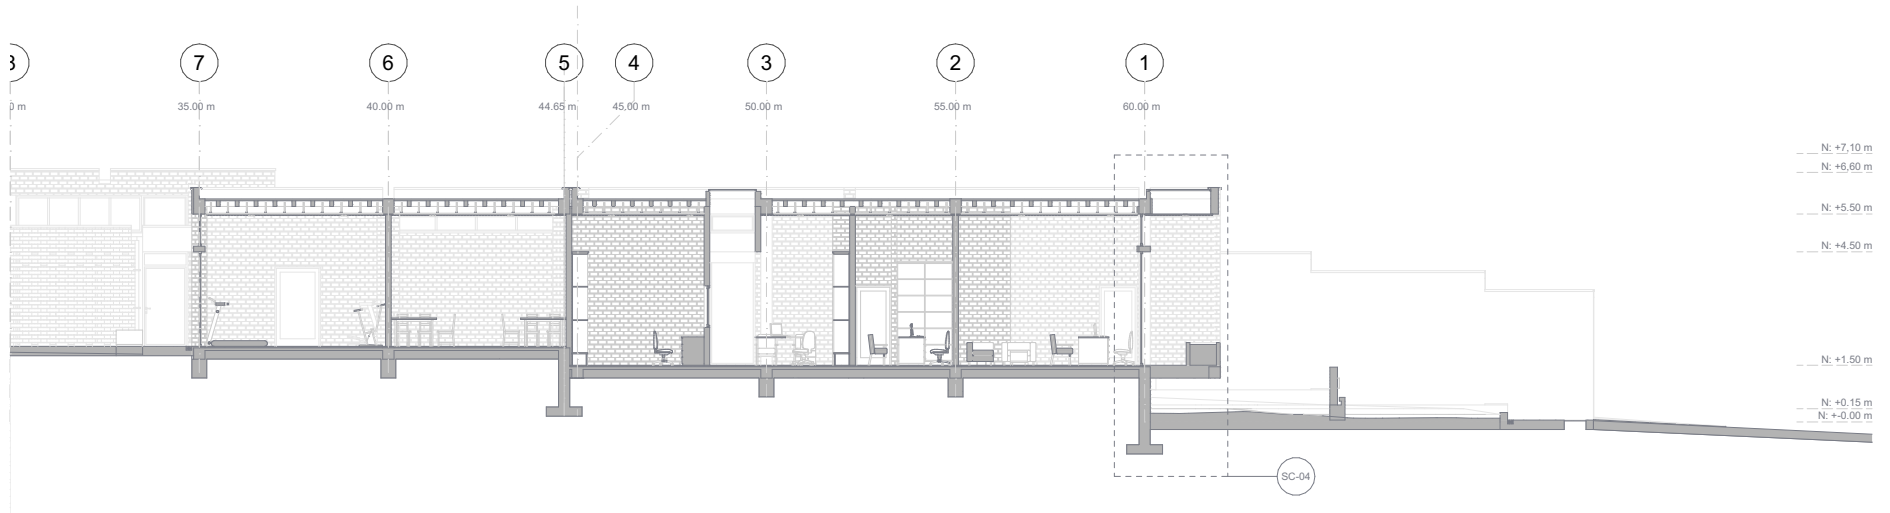 7 6 5 4 3 2 1
35.00 m 40.00 m 44.65 m 45,00 m 50.00 m 55.00 m 60.00 m
N: +7,10 m
N: +6,60 m
N: +5.50 m
N: +4.50 m
N: +1.50 m
N: +0.15 m
N: +-0.00 m
SC-04